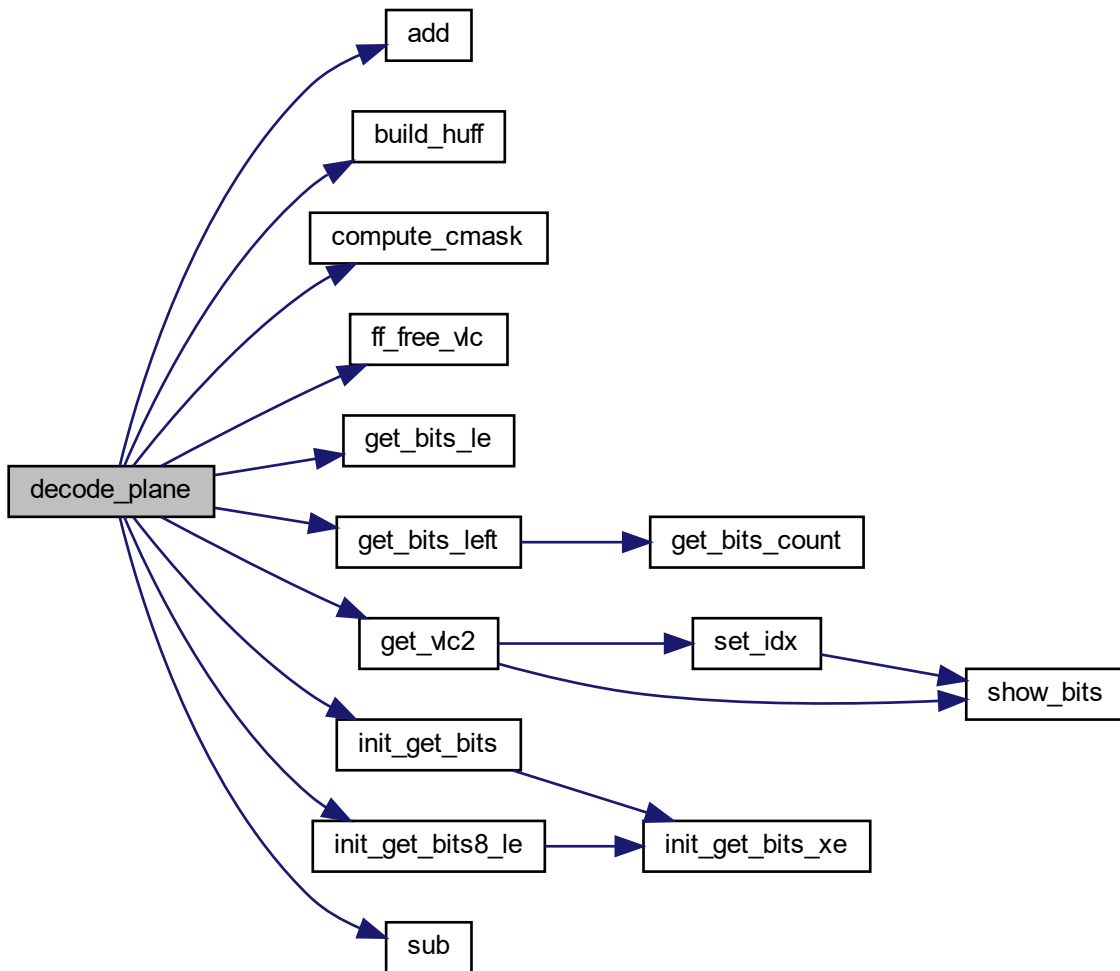 add
build_huff
compute_cmask
ff_free_vlc
get_bits_le
decode_plane
get_bits_left
get_bits_count
get_vlc2
set_idx
show_bits
init_get_bits
init_get_bits8_le
init_get_bits_xe
sub